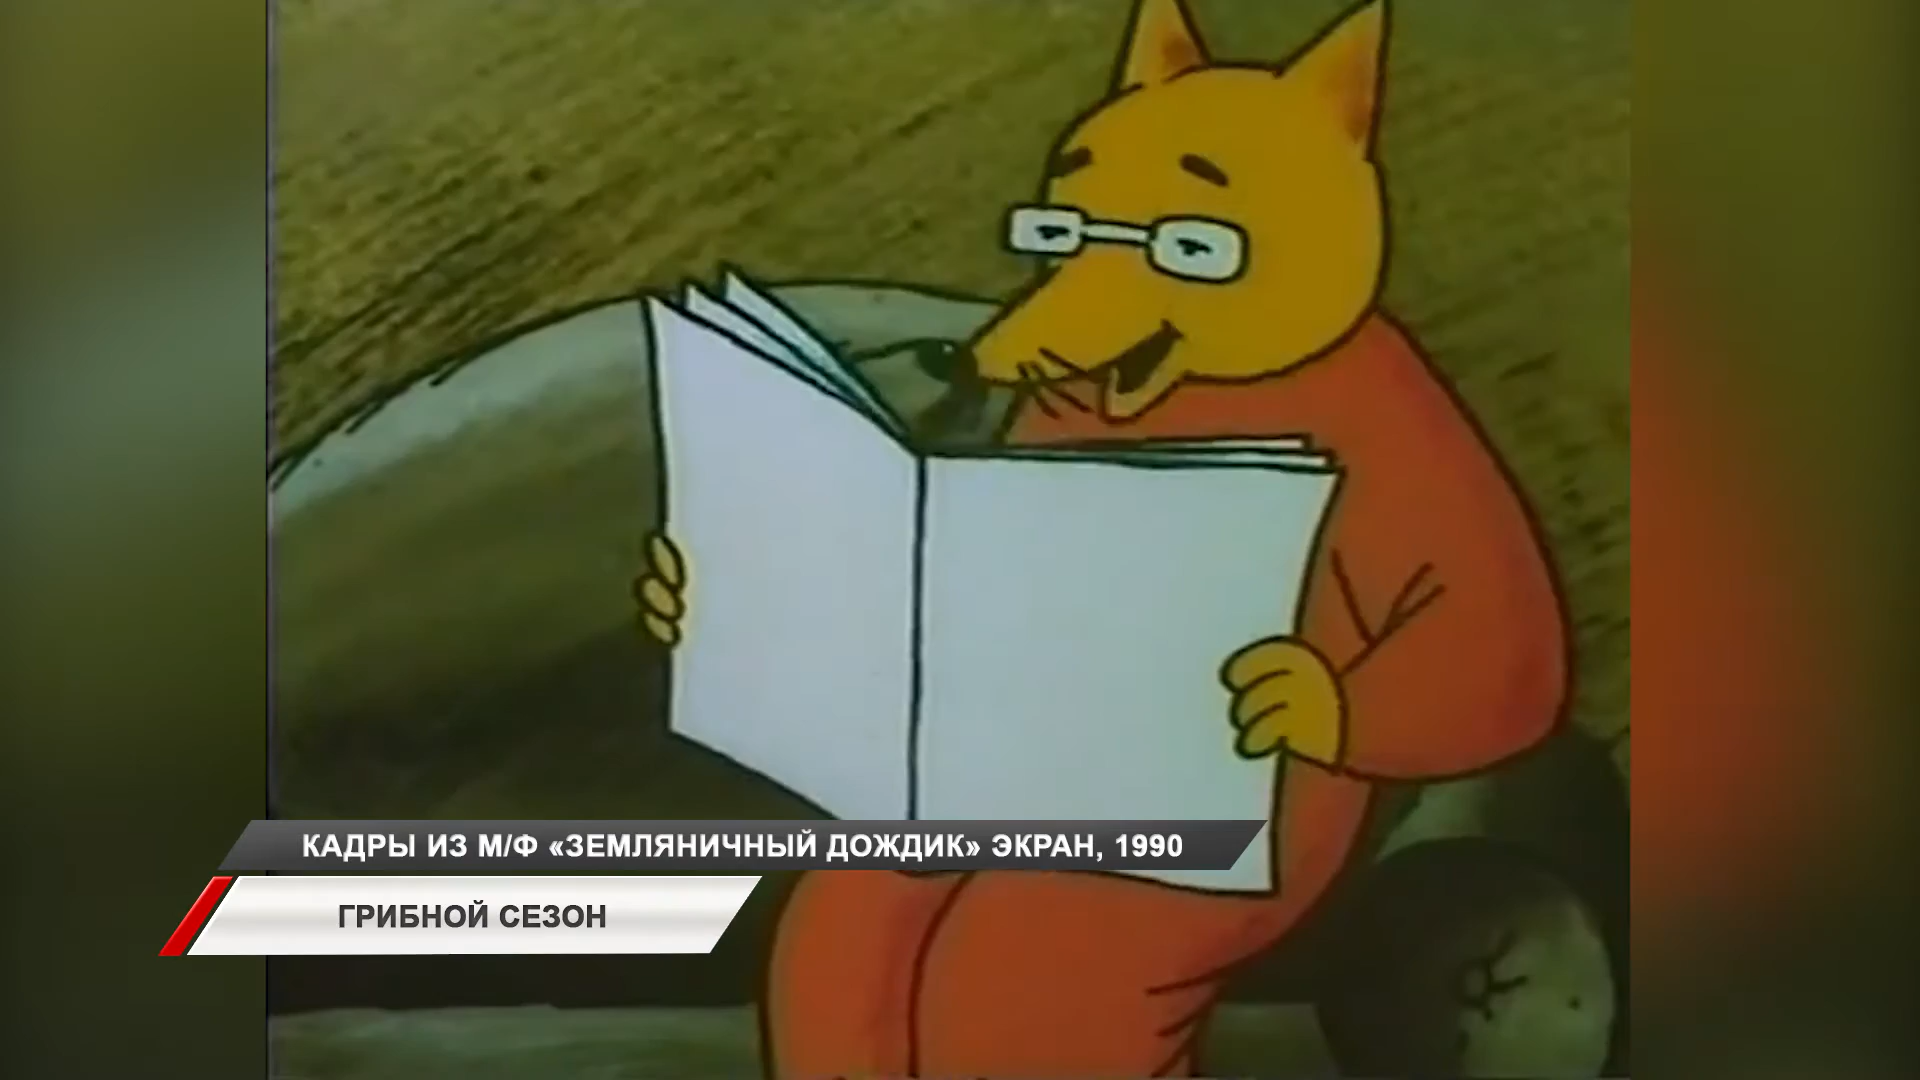 КАДРЫ ИЗ М/Ф «ЗЕМЛЯНИЧНЫЙ ДОЖДИК» ЭКРАН, 1990
ГРИБНОЙ СЕЗОН